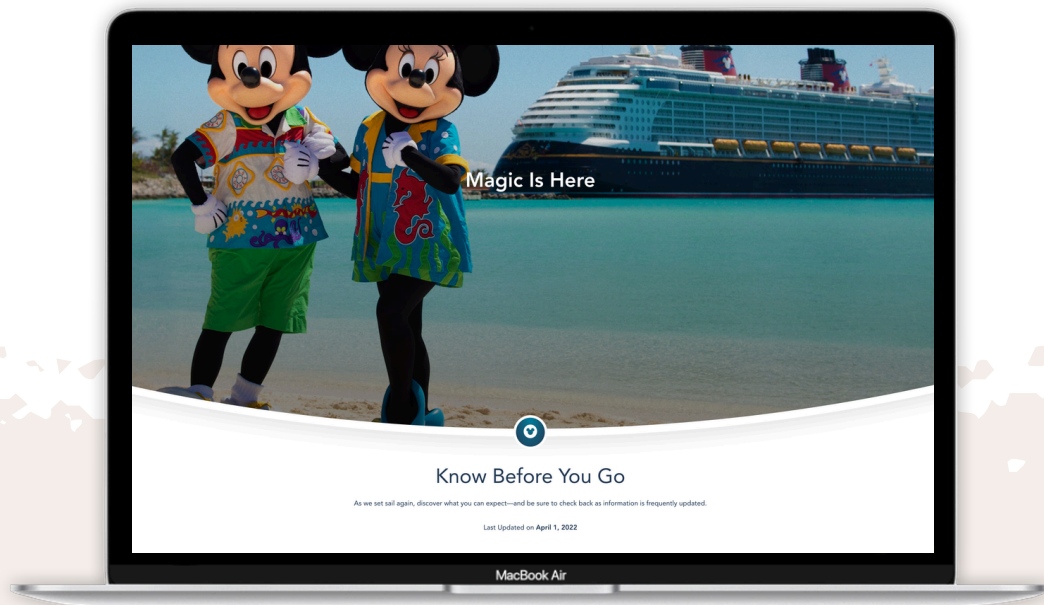 Magic Is Here
Know Before You Go
As we set sail again, discover what you can expect—and be sure to check back as information is frequently updated.
Last Updated on April 1, 2022
MacBook Air